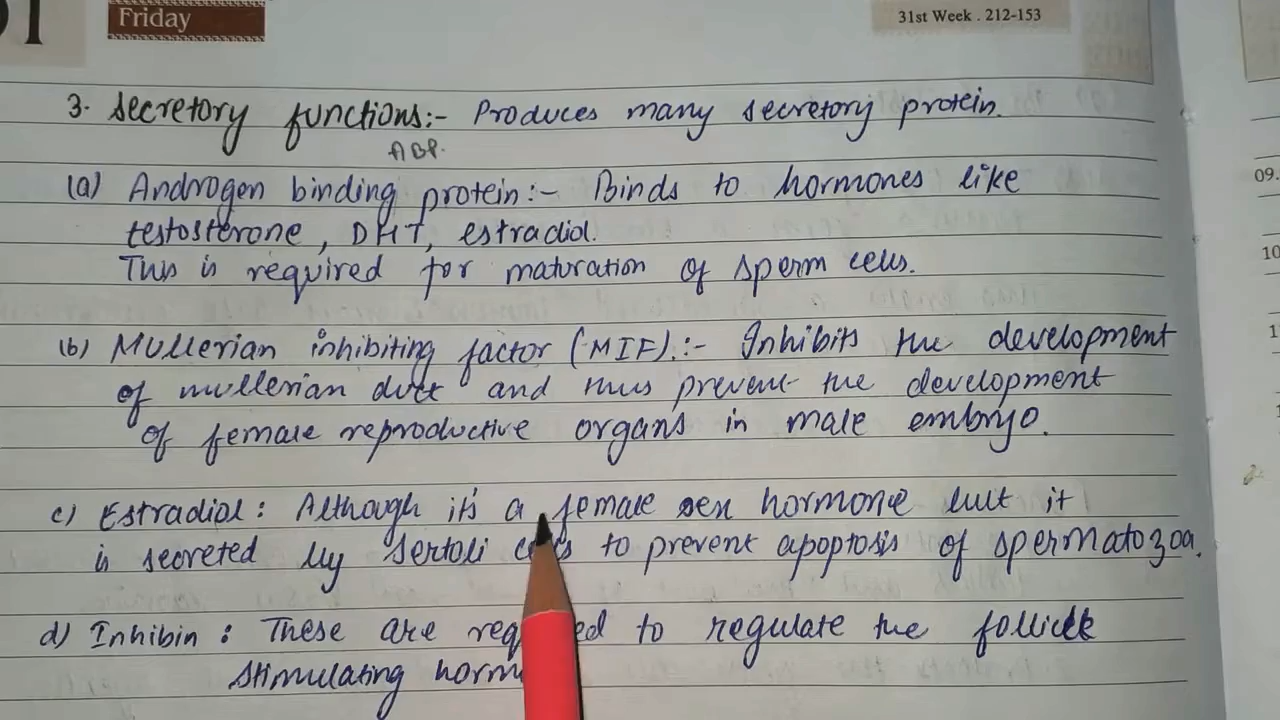 Friday
31st Week . 212-153
3. Secretory functions:- Produces many secretory protein.
ABP.
(a) Androgen binding protein:- Binds to hormones like
testosterone, DHT, estradiol.
This is required for maturation of sperm cells.
(b) Mullerian inhibiting factor (MIF):- Inhibits the development
of mullerian duct and thus prevent the development
of female reproductive organs in male embryo.
c) Estradiol: Although it's a female sex hormone but it
is secreted by Sertoli to prevent apoptosis of spermatozoa.
d) Inhibin: These are to regulate the follicle
stimulating
09.
10